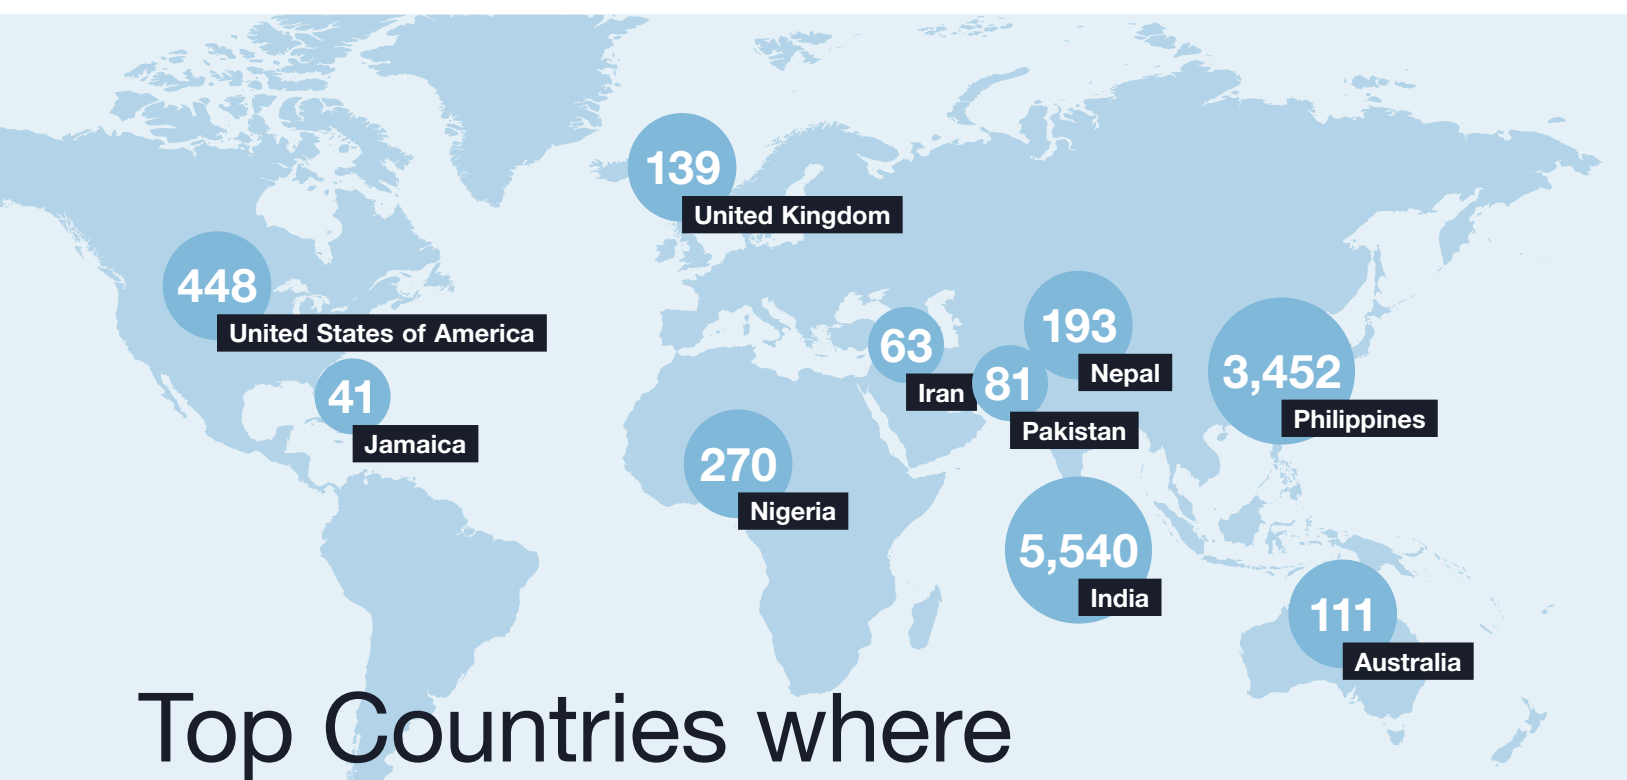 139
United Kingdom
448
United States of America
193
Nepal
63
Iran
3,452
Philippines
81
Pakistan
41
Jamaica
270
Nigeria
5,540
India
111
Australia
Top Countries where